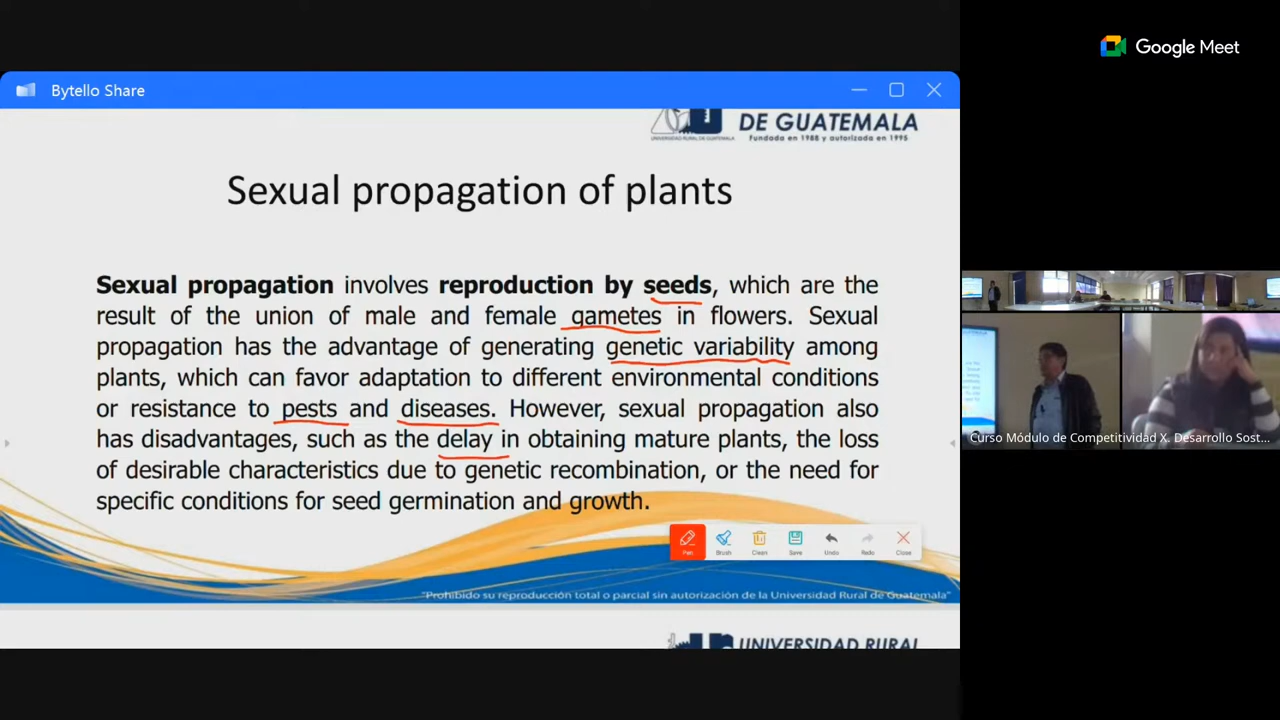 Google Meet
Bytello Share
DE GUATEMALA
UNIVERSIDAD RURAL DE GUATEMALA
Fundada en 1988 y autorizada en 1995
Sexual propagation of plants
Sexual propagation involves reproduction by seeds, which are the
result of the union of male and female gametes in flowers. Sexual
propagation has the advantage of generating genetic variability among
plants, which can favor adaptation to different environmental conditions
or resistance to pests and diseases. However, sexual propagation also
has disadvantages, such as the delay in obtaining mature plants, the loss
of desirable characteristics due to genetic recombination, or the need for
specific conditions for seed germination and growth.
Pen Brush Clean Save Undo Redo Close
"Prohibido su reproducción total o parcial sin autorización de la Universidad Rural de Guatemala"
UNIVERSIDAD RURAL
Curso Módulo de Competitividad X. Desarrollo Sost...